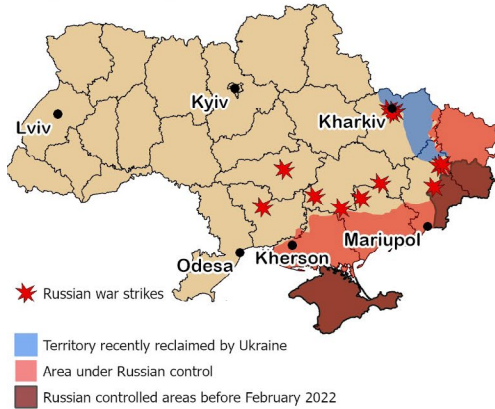 Kyiv
Lviv
Kharkiv
Mariupol
Odesa
Kherson
Russian war strikes
Territory recently reclaimed by Ukraine
Area under Russian control
Russian controlled areas before February 2022